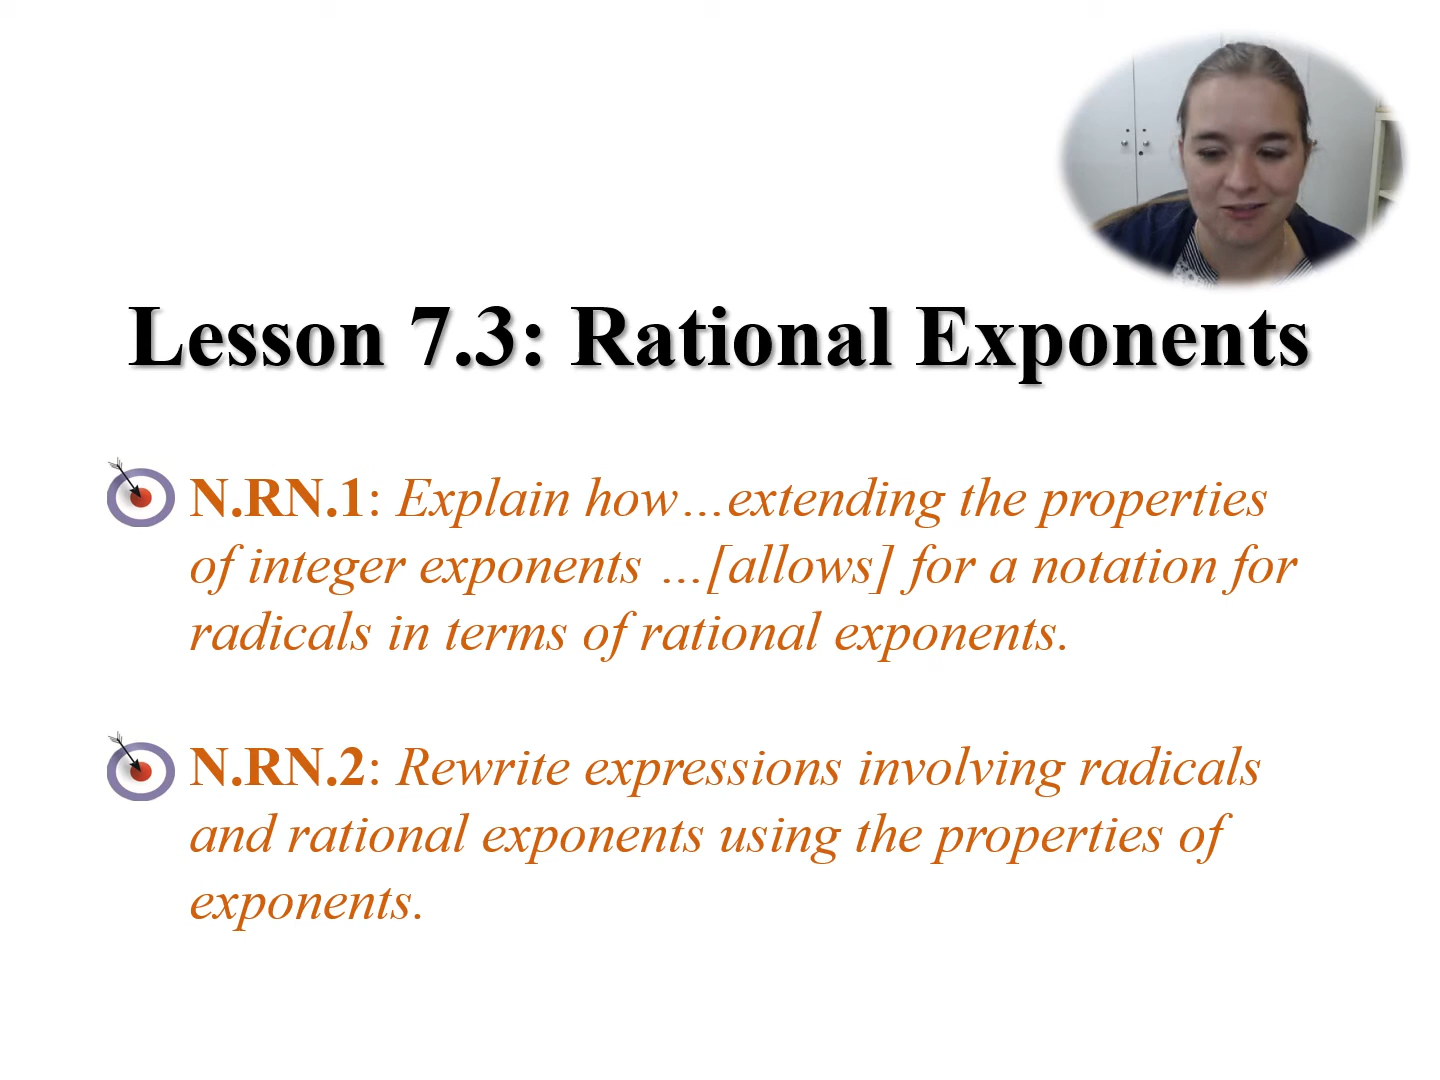 Lesson 7.3: Rational Exponents
N.RN.1: Explain how…extending the properties
of integer exponents …[allows] for a notation for
radicals in terms of rational exponents.
N.RN.2: Rewrite expressions involving radicals
and rational exponents using the properties of
exponents.